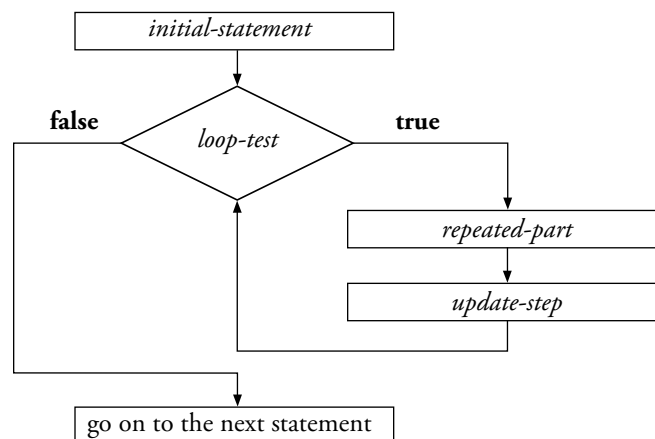 initial-statement
false
loop-test
true
repeated-part
update-step
go on to the next statement